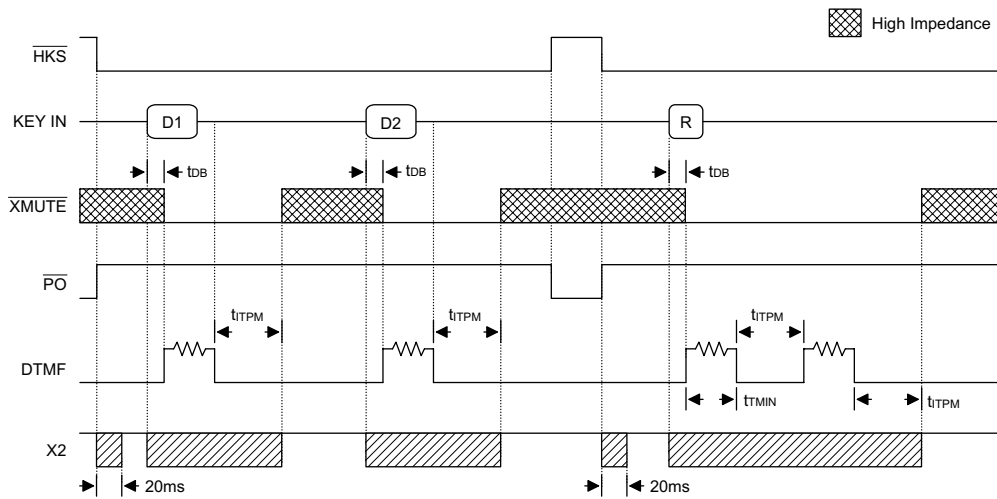 High Impedance
HKS
KEY IN D1 D2 R
tDB tDB tDB
XMUTE
PO
tITPM tITPM tITPM
DTMF
tTMIN tITPM
X2
20ms 20ms